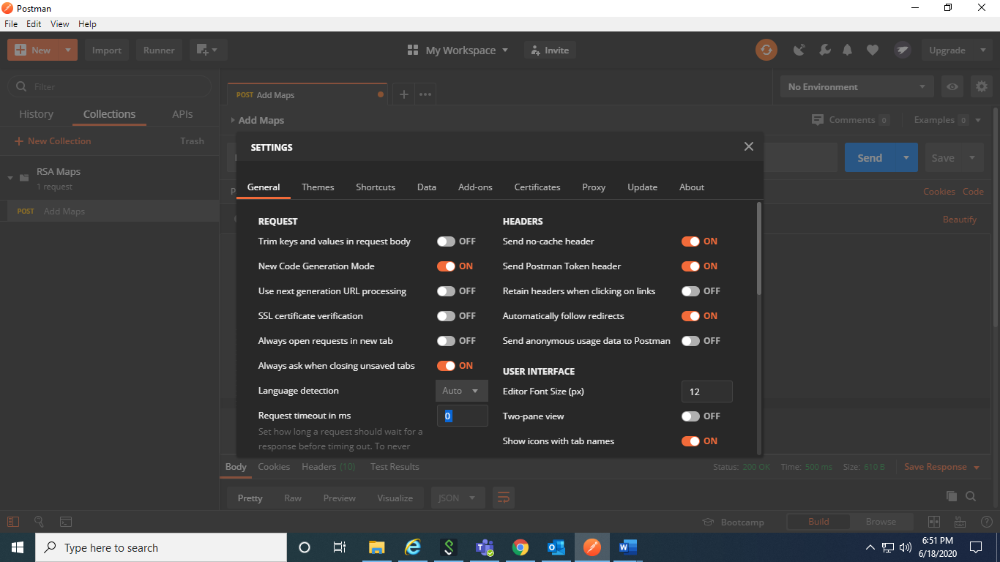 Postman
File Edit View Help
New Import Runner My Workspace Invite Upgrade
Filter
POST Add Maps
No Environment
History Collections APIs
Add Maps
Comments 0 Examples 0
New Collection Trash
SETTINGS
Send Save
RSA Maps
1 request
General Themes Shortcuts Data Add-ons Certificates Proxy Update About
Cookies Code
POST Add Maps
Beautify
REQUEST
Trim keys and values in request body OFF
New Code Generation Mode ON
Use next generation URL processing OFF
SSL certificate verification OFF
Always open requests in new tab OFF
Always ask when closing unsaved tabs ON
Language detection Auto
Request timeout in ms 0
Set how long a request should wait for a
response before timing out. To never
HEADERS
Send no-cache header ON
Send Postman Token header ON
Retain headers when clicking on links OFF
Automatically follow redirects ON
Send anonymous usage data to Postman OFF
USER INTERFACE
Editor Font Size (px) 12
Two-pane view OFF
Show icons with tab names ON
Body Cookies Headers (10) Test Results Status: 200 OK Time: 500 ms Size: 610 B Save Response
Pretty Raw Preview Visualize JSON
Bootcamp Build Browse
Type here to search
6:51 PM
6/18/2020